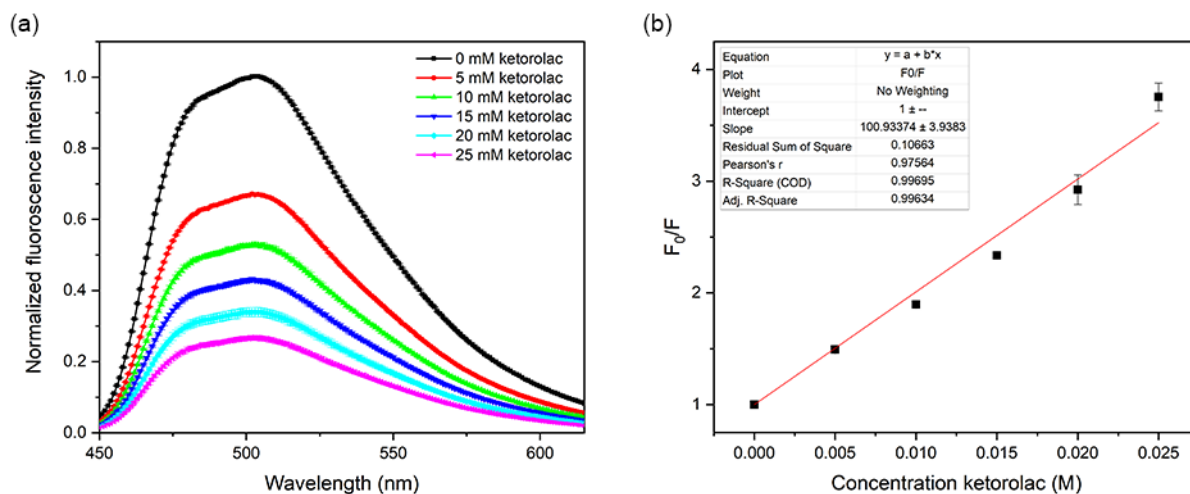 (a)
Normalized fluorescence intensity
1.0
0.8
0.6
0.4
0.2
0.0
450
500
550
600
Wavelength (nm)
0 mM ketorolac
5 mM ketorolac
10 mM ketorolac
15 mM ketorolac
20 mM ketorolac
25 mM ketorolac
(b)
F₀/F
4
3
2
1
0.000
0.005
0.010
0.015
0.020
0.025
Concentration ketorolac (M)
Equation y = a + b*x
Plot F0/F
Weight No Weighting
Intercept 1 ± --
Slope 100.93374 ± 3.9383
Residual Sum of Square 0.10663
Pearson's r 0.97564
R-Square (COD) 0.99695
Adj. R-Square 0.99634